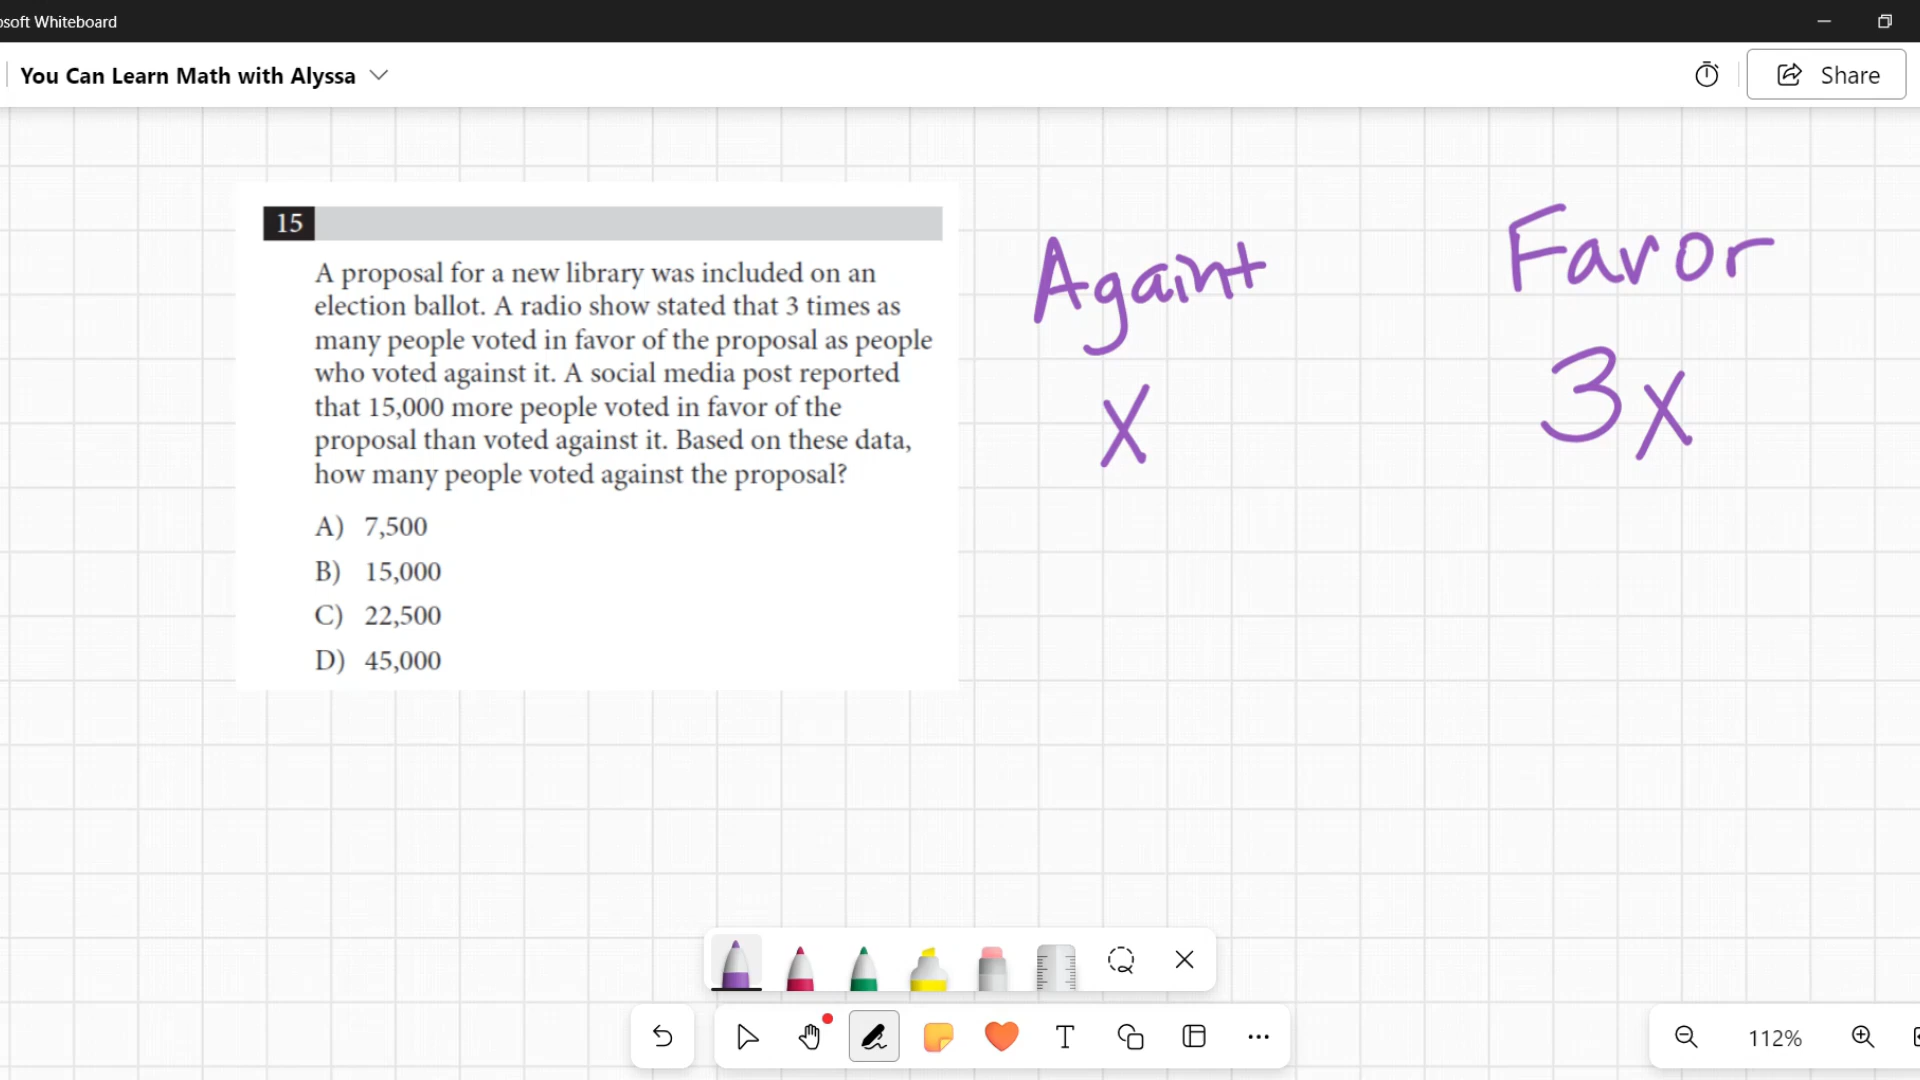 osoft Whiteboard
You Can Learn Math with Alyssa
Share
15
A proposal for a new library was included on an
election ballot. A radio show stated that 3 times as
many people voted in favor of the proposal as people
who voted against it. A social media post reported
that 15,000 more people voted in favor of the
proposal than voted against it. Based on these data,
how many people voted against the proposal?
A) 7,500
B) 15,000
C) 22,500
D) 45,000
Againt
Favor
x
3x
112%